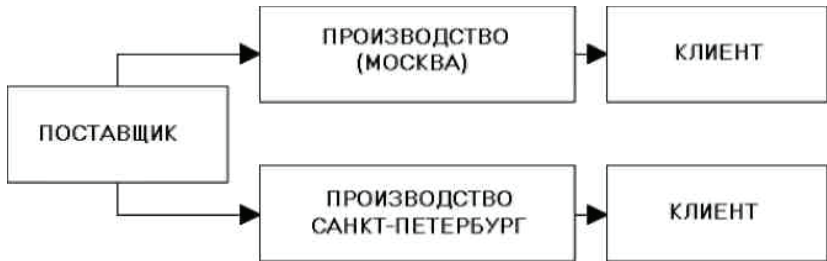 ПРОИЗВОДСТВО
(МОСКВА)
КЛИЕНТ
ПОСТАВЩИК
ПРОИЗВОДСТВО
САНКТ-ПЕТЕРБУРГ
КЛИЕНТ